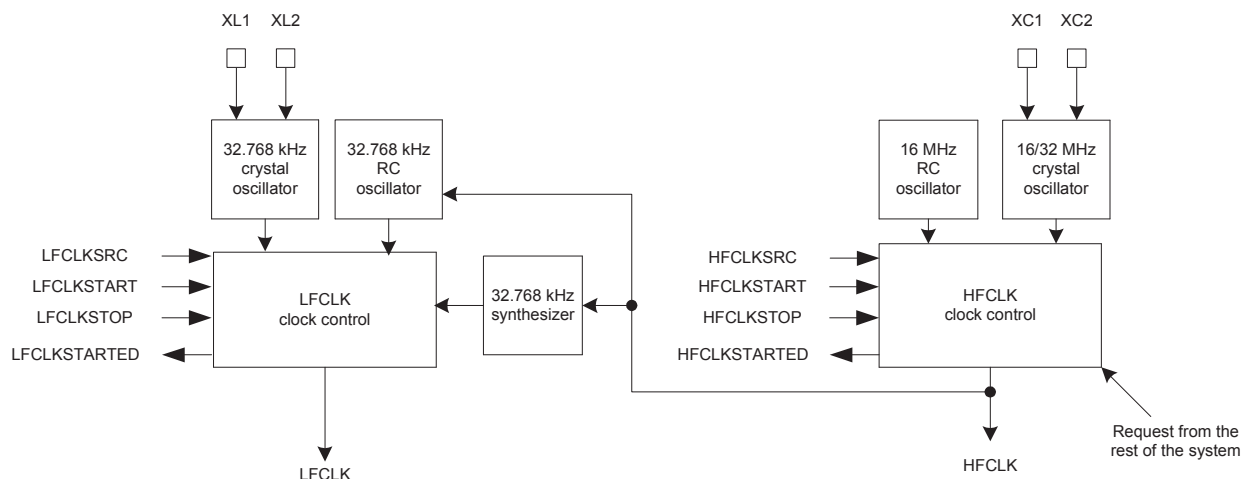 XL1 XL2
XC1 XC2
32.768 kHz
crystal
oscillator
32.768 kHz
RC
oscillator
16 MHz
RC
oscillator
16/32 MHz
crystal
oscillator
LFCLKSRC
LFCLKSTART
LFCLKSTOP
LFCLKSTARTED
LFCLK
clock control
32.768 kHz
synthesizer
HFCLKSRC
HFCLKSTART
HFCLKSTOP
HFCLKSTARTED
HFCLK
clock control
Request from the
rest of the system
LFCLK
HFCLK